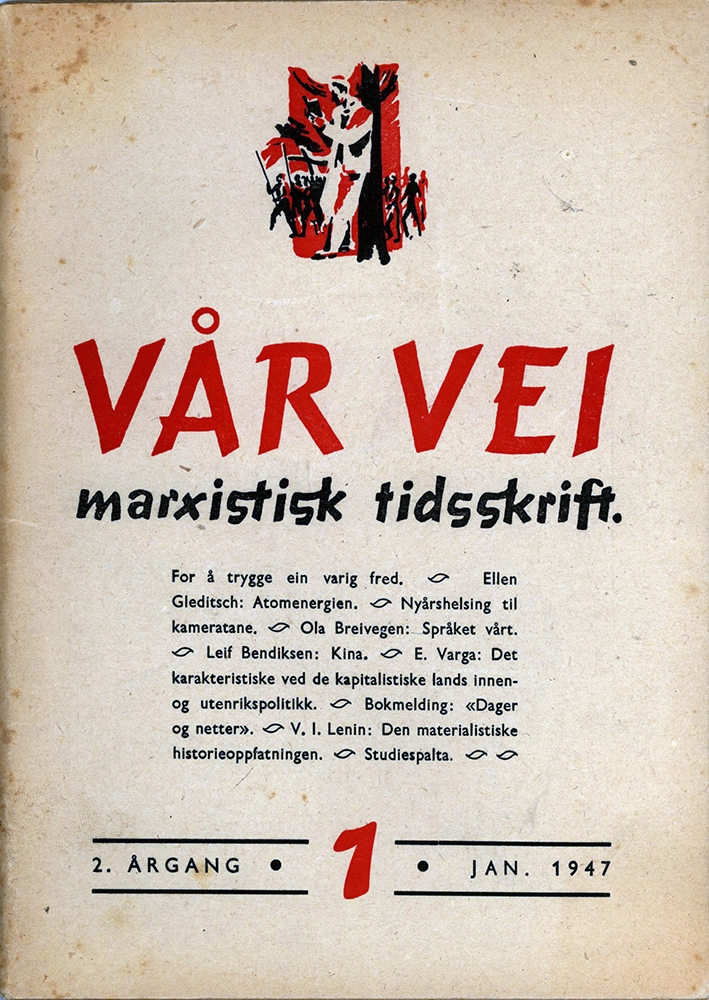 VÅR VEI
marxistisk tidsskrift.
For å trygge ein varig fred. Ellen
Gleditsch: Atomenergien. Nyårshelsing til
kameratane. Ola Breivegen: Språket vårt.
Leif Bendiksen: Kina. E. Varga: Det
karakteristiske ved de kapitalistiske lands innen-
og utenrikspolitikk. Bokmelding: «Dager
og netter». V. I. Lenin: Den materialistiske
historieoppfatningen. Studiespalta.
2. ÅRGANG • 1 • JAN. 1947